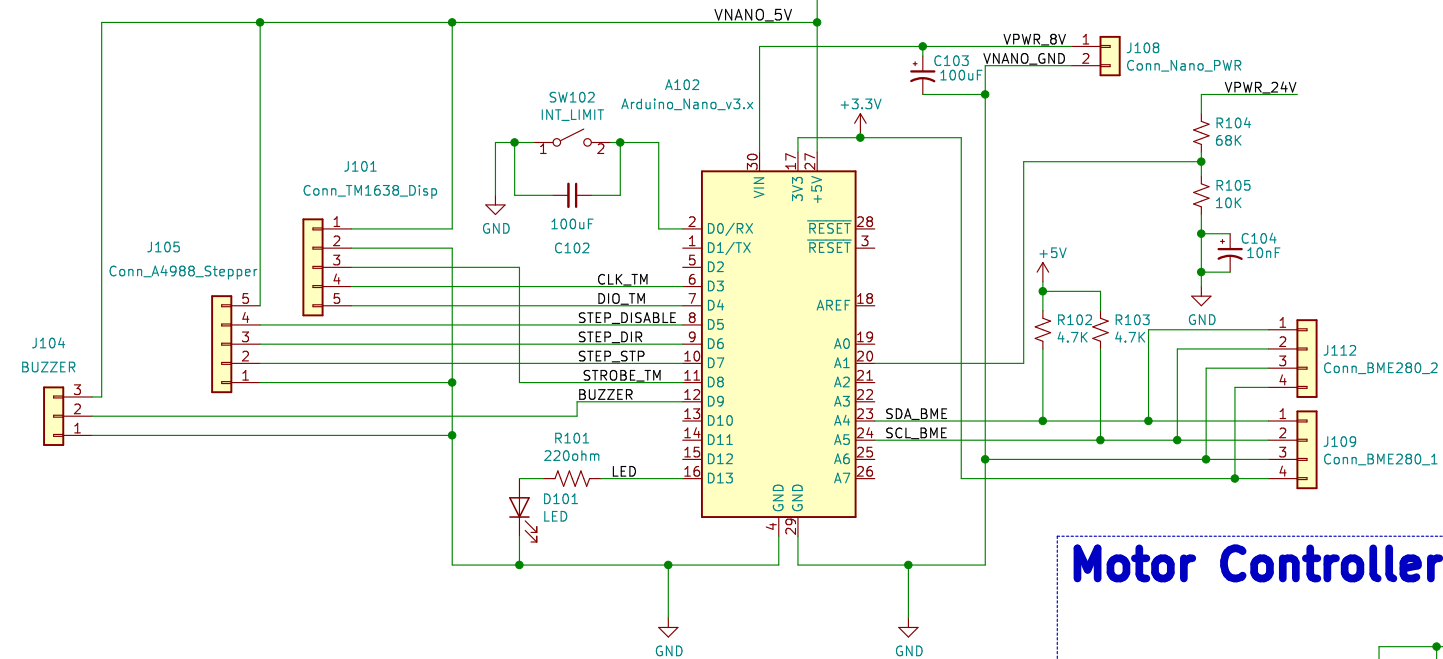 VNANO_5V
VPWR_8V
1
J108
VNANO_GND
2
Conn_Nano_PWR
C103
100uF
+
VPWR_24V
A102
Arduino_Nano_v3.x
SW102
INT_LIMIT
1
2
+3.3V
R104
68K
J101
Conn_TM1638_Disp
30
17
27
VIN
3V3
+5V
R105
10K
GND
100uF
C102
1
2
3
4
5
2
D0/RX
1
D1/TX
5
D2
6
D3
7
D4
8
D5
9
D6
10
D7
11
D8
12
D9
13
D10
14
D11
15
D12
16
D13
RESET
28
RESET
3
AREF
18
A0
19
A1
20
A2
21
A3
22
A4
23
A5
24
A6
25
A7
26
J105
Conn_A4988_Stepper
5
4
3
2
1
CLK_TM
DIO_TM
STEP_DISABLE
STEP_DIR
STEP_STP
STROBE_TM
BUZZER
J104
BUZZER
3
2
1
R101
220ohm
LED
D101
LED
+5V
R102
4.7K
R103
4.7K
+
C104
10nF
GND
SDA_BME
SCL_BME
1
2
3
4
J112
Conn_BME280_2
1
2
3
4
J109
Conn_BME280_1
GND
GND
4
29
GND
GND
Motor Controller